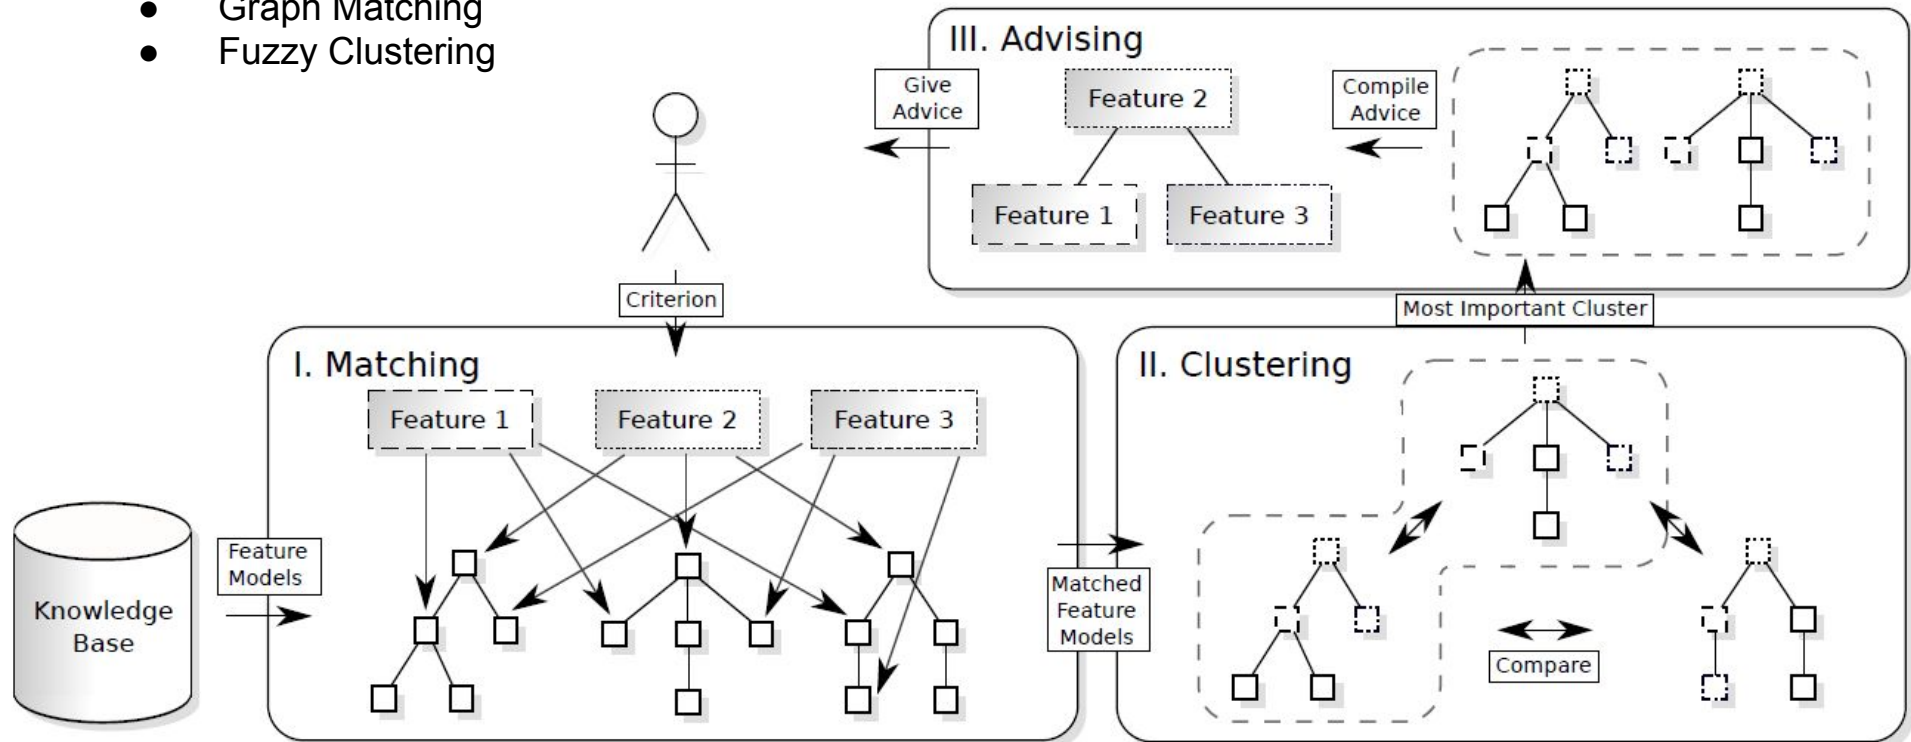 ● Graph Matching
● Fuzzy Clustering
III. Advising
Give
Advice
Feature 2
Compile
Advice
Feature 1
Feature 3
Criterion
Most Important Cluster
I. Matching
Feature 1
Feature 2
Feature 3
II. Clustering
Knowledge
Base
Feature
Models
Matched
Feature
Models
Compare